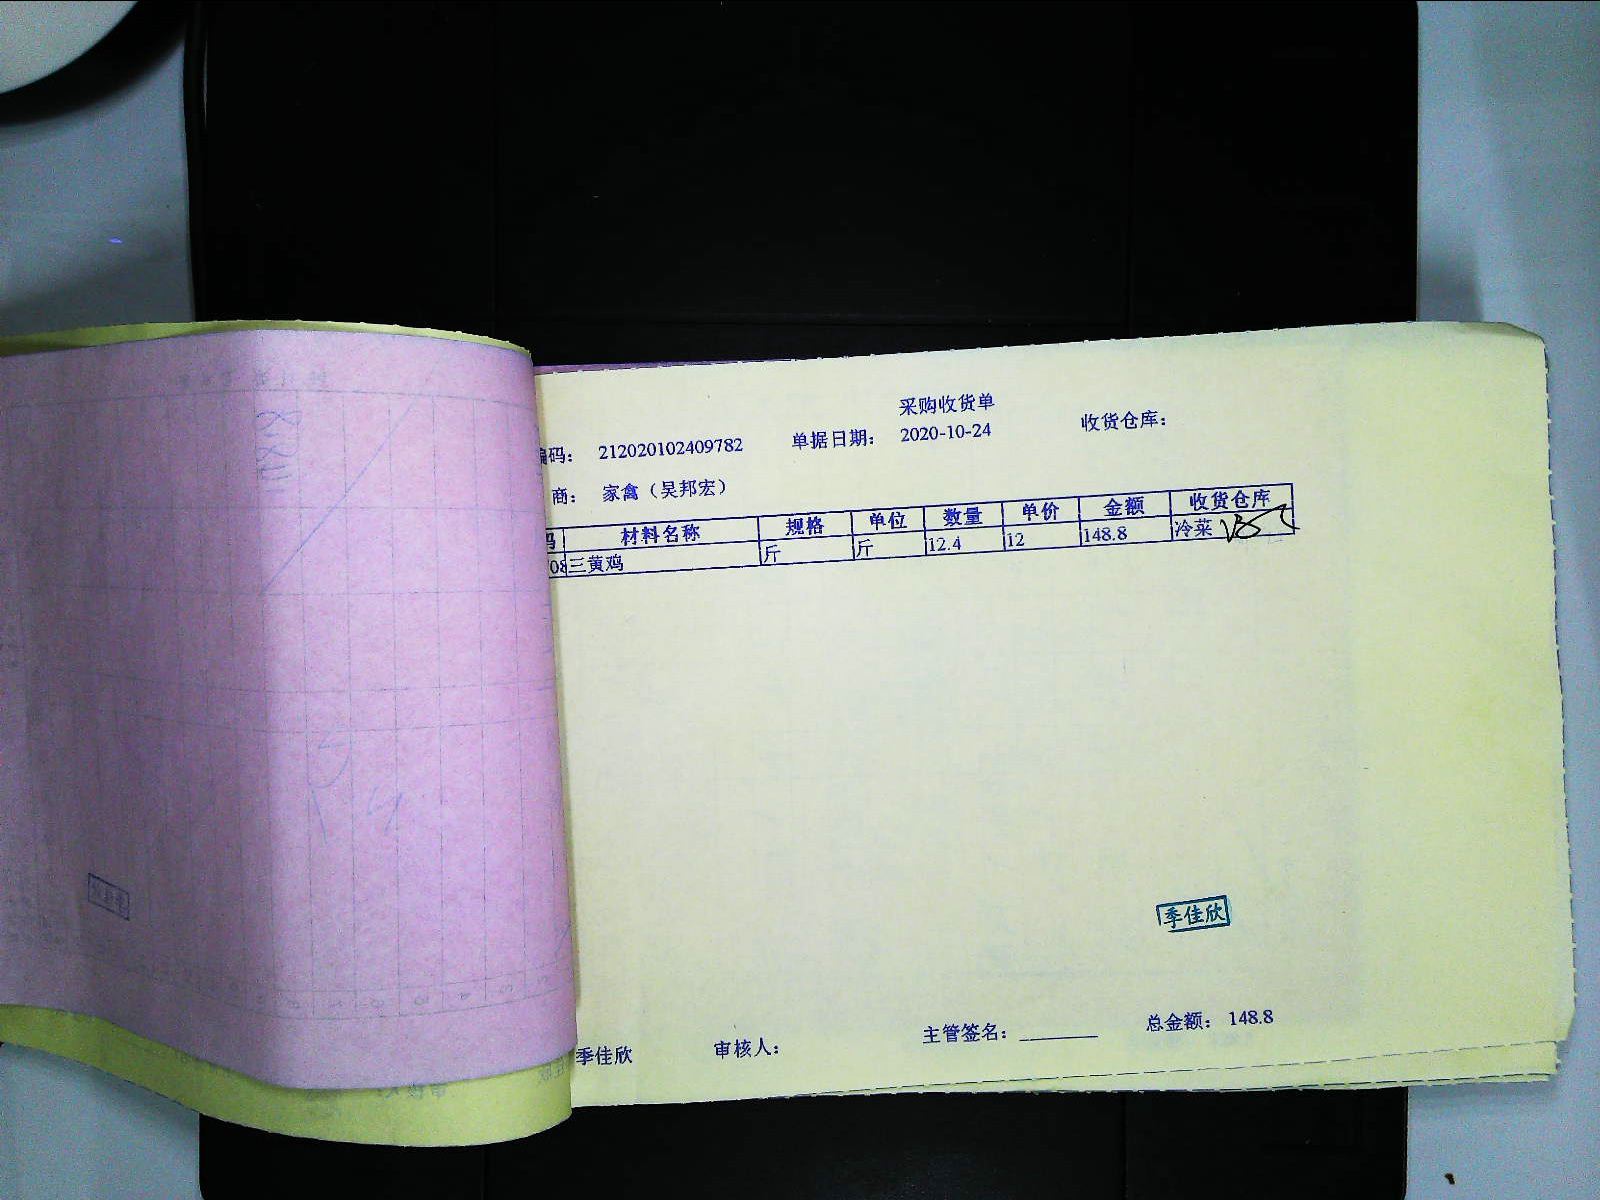 采购收货单
编码： 212020102409782 单据日期： 2020-10-24 收货仓库：
商： 家禽（吴邦宏）
码 材料名称 规格 单位 数量 单价 金额 收货仓库
08 三黄鸡 斤 斤 12.4 12 148.8 冷菜
季佳欣
季佳欣 审核人： 主管签名： 总金额： 148.8